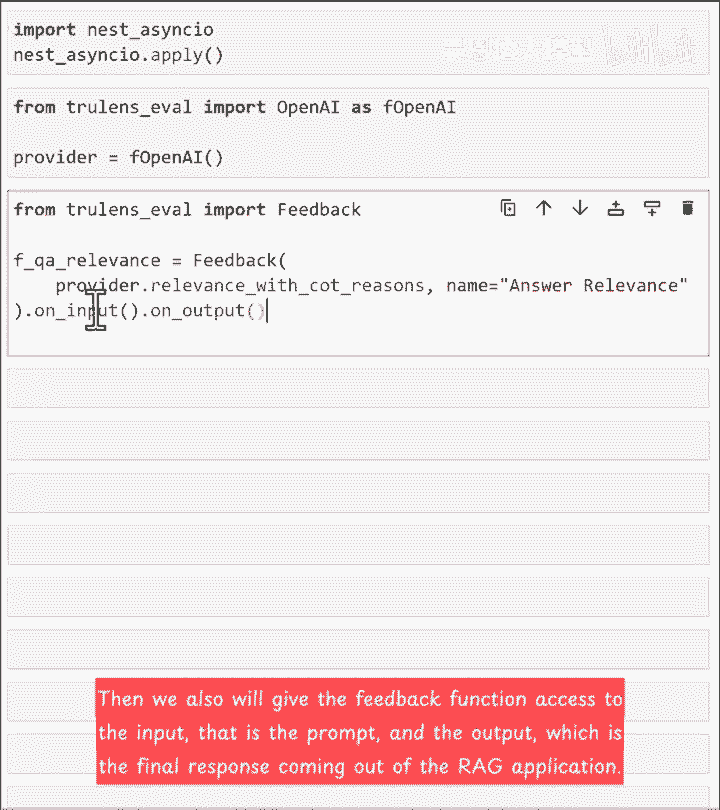 import nest_asyncio
nest_asyncio.apply()
from trulens_eval import OpenAI as fOpenAI
provider = fOpenAI()
from trulens_eval import Feedback
f_qa_relevance = Feedback(
    provider.relevance_with_cot_reasons, name="Answer Relevance"
).on_input().on_output()
Then we also will give the feedback function access to
the input, that is the prompt, and the output, which is
the final response coming out of the RAG application.